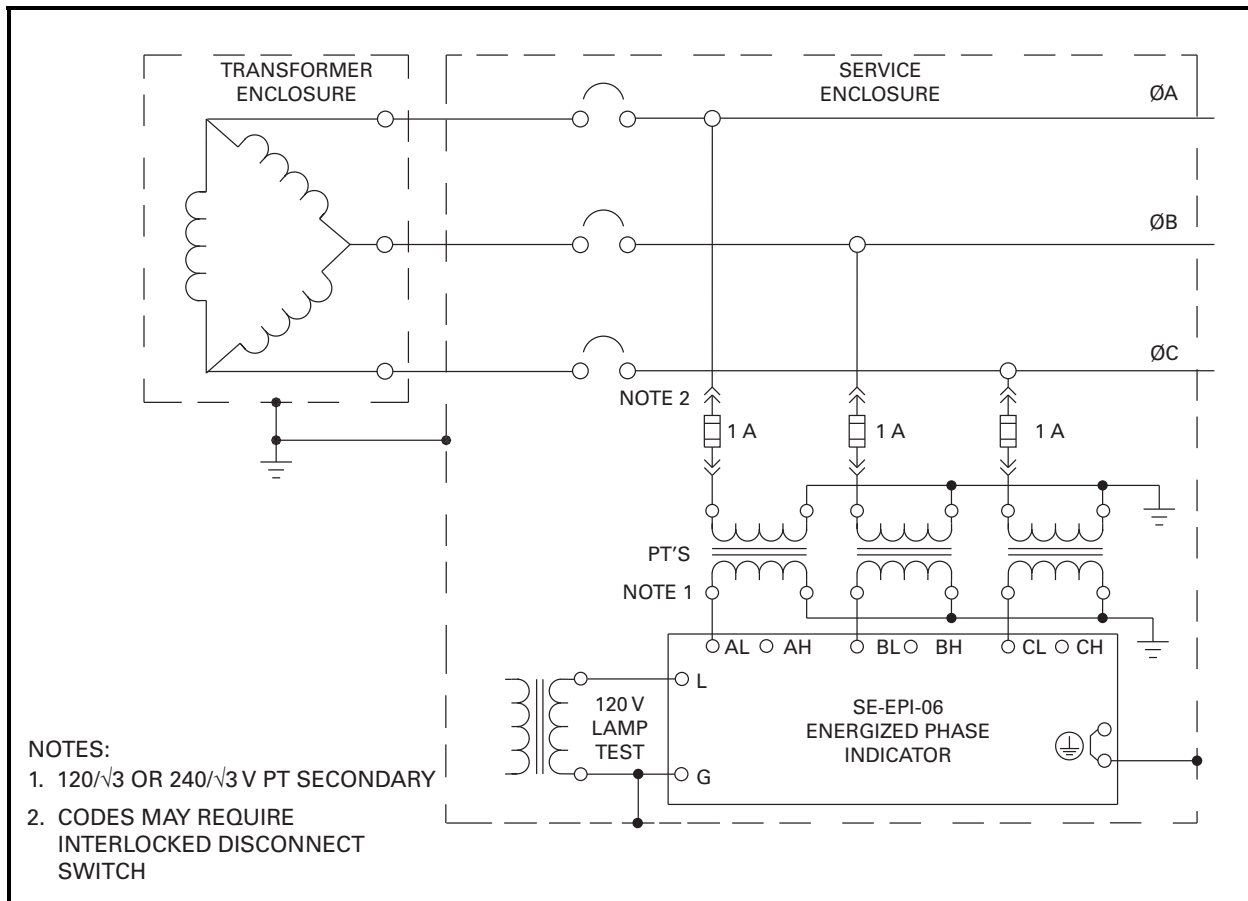 TRANSFORMER
ENCLOSURE
SERVICE
ENCLOSURE
ØA
ØB
ØC
NOTE 2
1 A
1 A
1 A
PT'S
NOTE 1
AL
AH
BL
BH
CL
CH
L
120 V
LAMP
TEST
G
SE-EPI-06
ENERGIZED PHASE
INDICATOR
NOTES:
1. 120/√3 OR 240/√3 V PT SECONDARY
2. CODES MAY REQUIRE
INTERLOCKED DISCONNECT
SWITCH